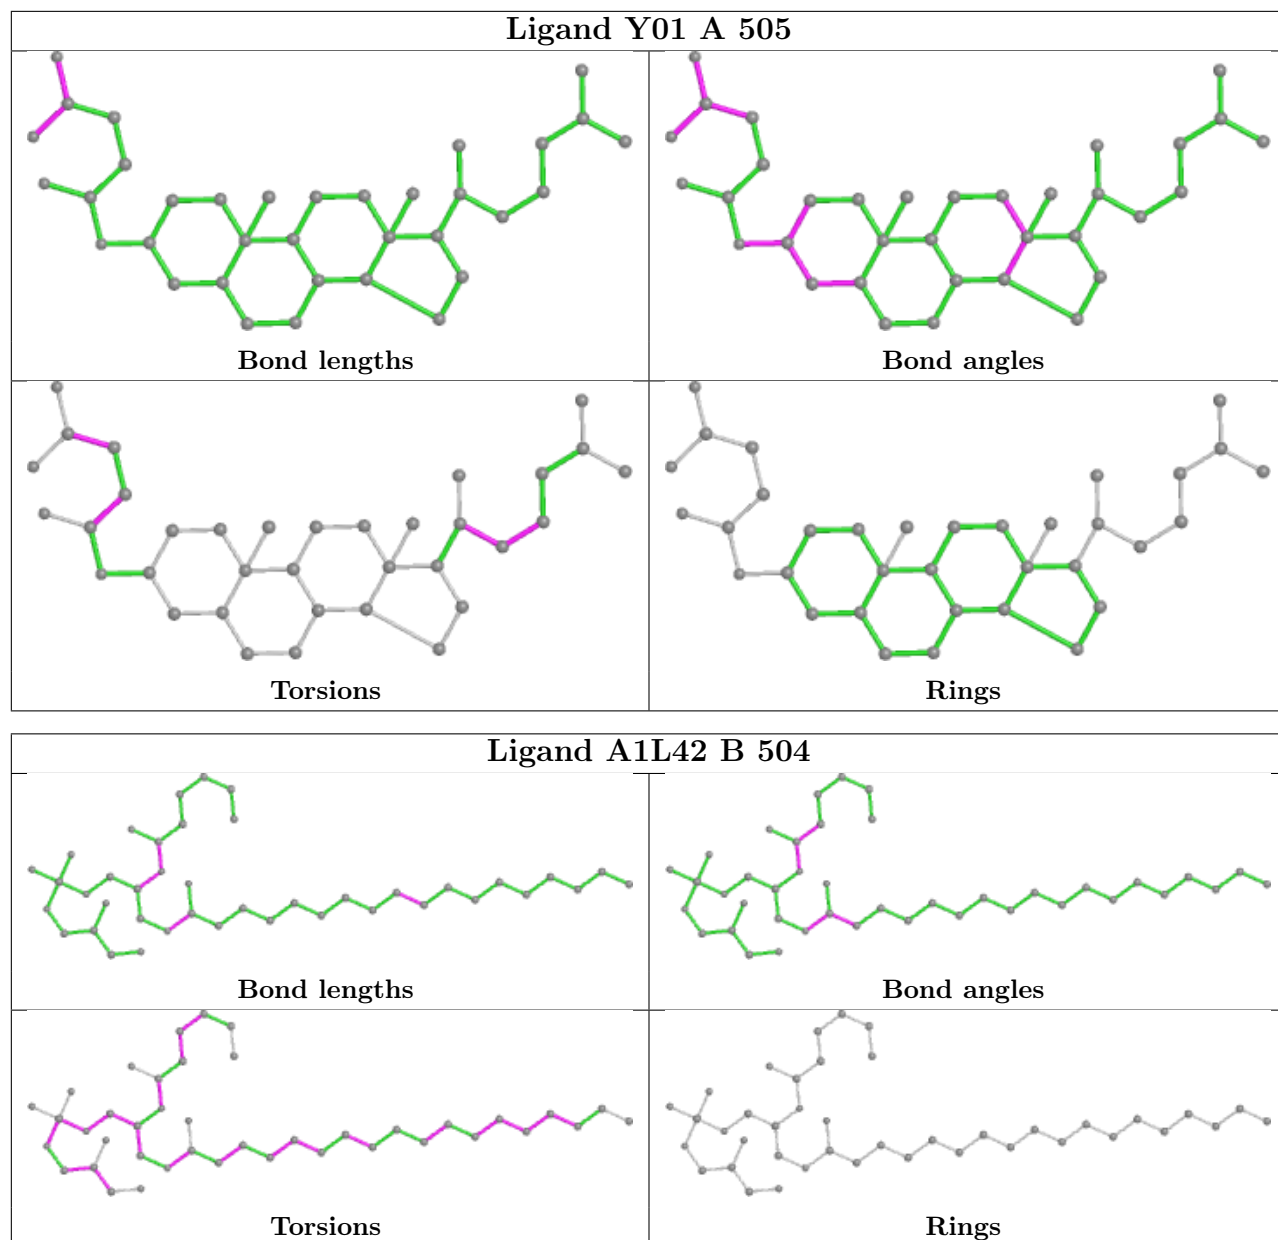 Ligand Y01 A 505
Bond lengths
Bond angles
Torsions
Rings
Ligand A1L42 B 504
Bond lengths
Bond angles
Torsions
Rings